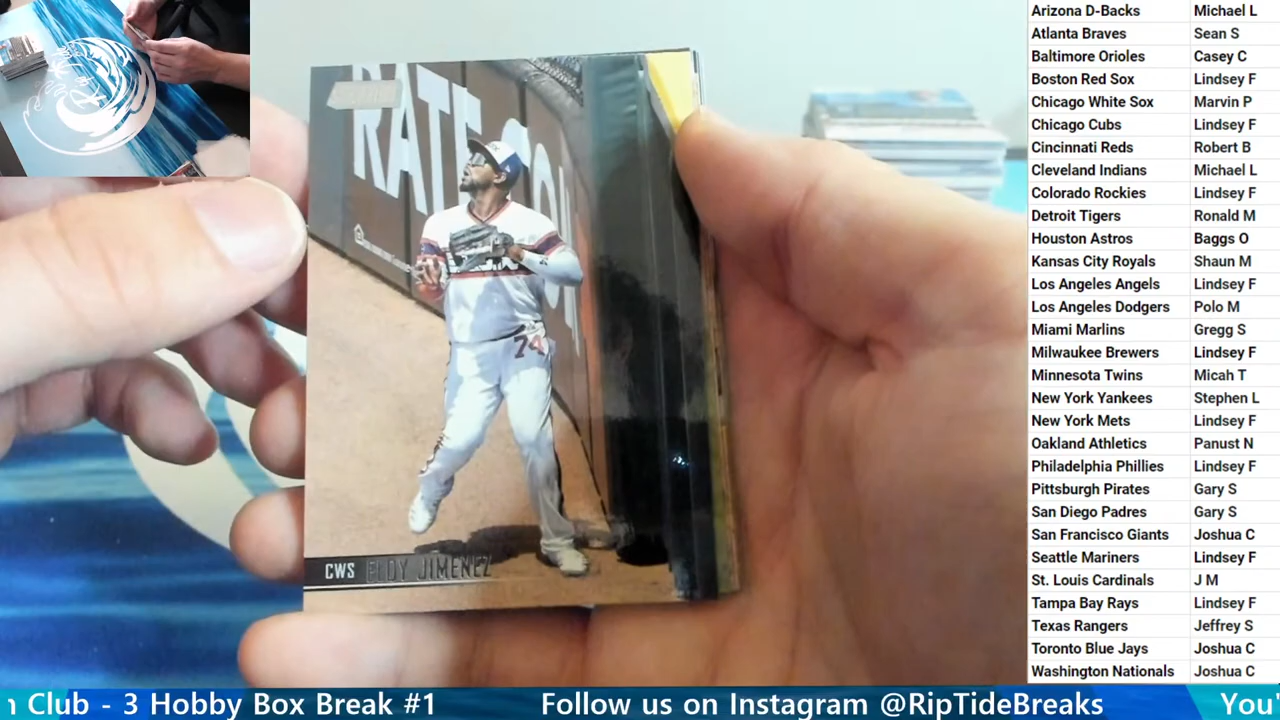 RATE
74
CWS ELOY JIMENEZ
Arizona D-Backs Michael L
Atlanta Braves Sean S
Baltimore Orioles Casey C
Boston Red Sox Lindsey F
Chicago White Sox Marvin P
Chicago Cubs Lindsey F
Cincinnati Reds Robert B
Cleveland Indians Michael L
Colorado Rockies Lindsey F
Detroit Tigers Ronald M
Houston Astros Baggs O
Kansas City Royals Shaun M
Los Angeles Angels Lindsey F
Los Angeles Dodgers Polo M
Miami Marlins Gregg S
Milwaukee Brewers Lindsey F
Minnesota Twins Micah T
New York Yankees Stephen L
New York Mets Lindsey F
Oakland Athletics Panust N
Philadelphia Phillies Lindsey F
Pittsburgh Pirates Gary S
San Diego Padres Gary S
San Francisco Giants Joshua C
Seattle Mariners Lindsey F
St. Louis Cardinals J M
Tampa Bay Rays Lindsey F
Texas Rangers Jeffrey S
Toronto Blue Jays Joshua C
Washington Nationals Joshua C
Club - 3 Hobby Box Break #1 Follow us on Instagram @RipTideBreaks You'